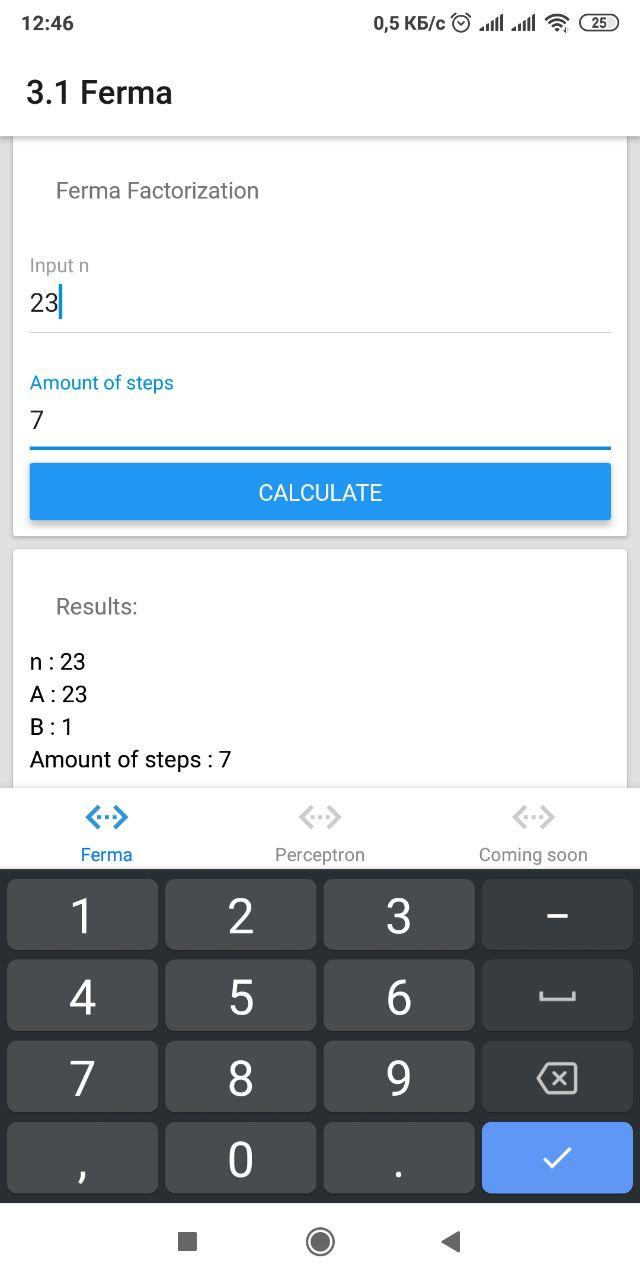 12:46 0,5 КБ/с 25
3.1 Ferma
Ferma Factorization
Input n
23
Amount of steps
7
CALCULATE
Results:
n : 23
A : 23
B : 1
Amount of steps : 7
Ferma Perceptron Coming soon
1 2 3 –
4 5 6
7 8 9
, 0 .